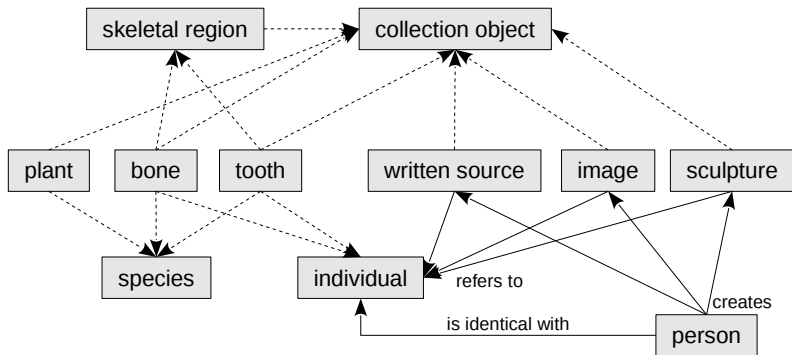 skeletal region
collection object
plant
bone
tooth
written source
image
sculpture
species
individual
refers to
creates
is identical with
person